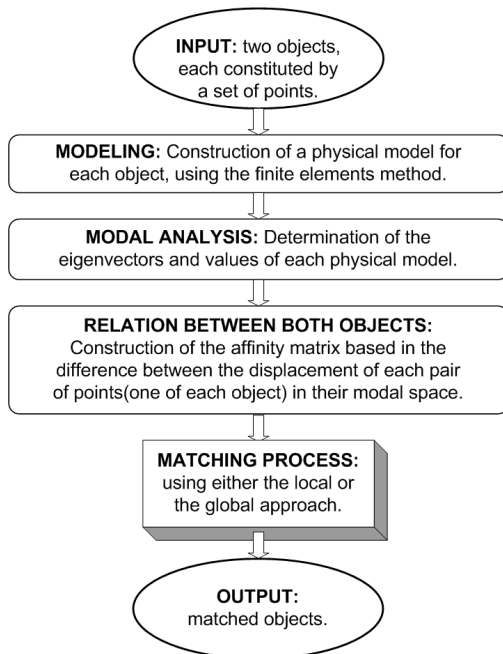 INPUT: two objects,
each constituted by
a set of points.
MODELING: Construction of a physical model for
each object, using the finite elements method.
MODAL ANALYSIS: Determination of the
eigenvectors and values of each physical model.
RELATION BETWEEN BOTH OBJECTS:
Construction of the affinity matrix based in the
difference between the displacement of each pair
of points(one of each object) in their modal space.
MATCHING PROCESS:
using either the local or
the global approach.
OUTPUT:
matched objects.